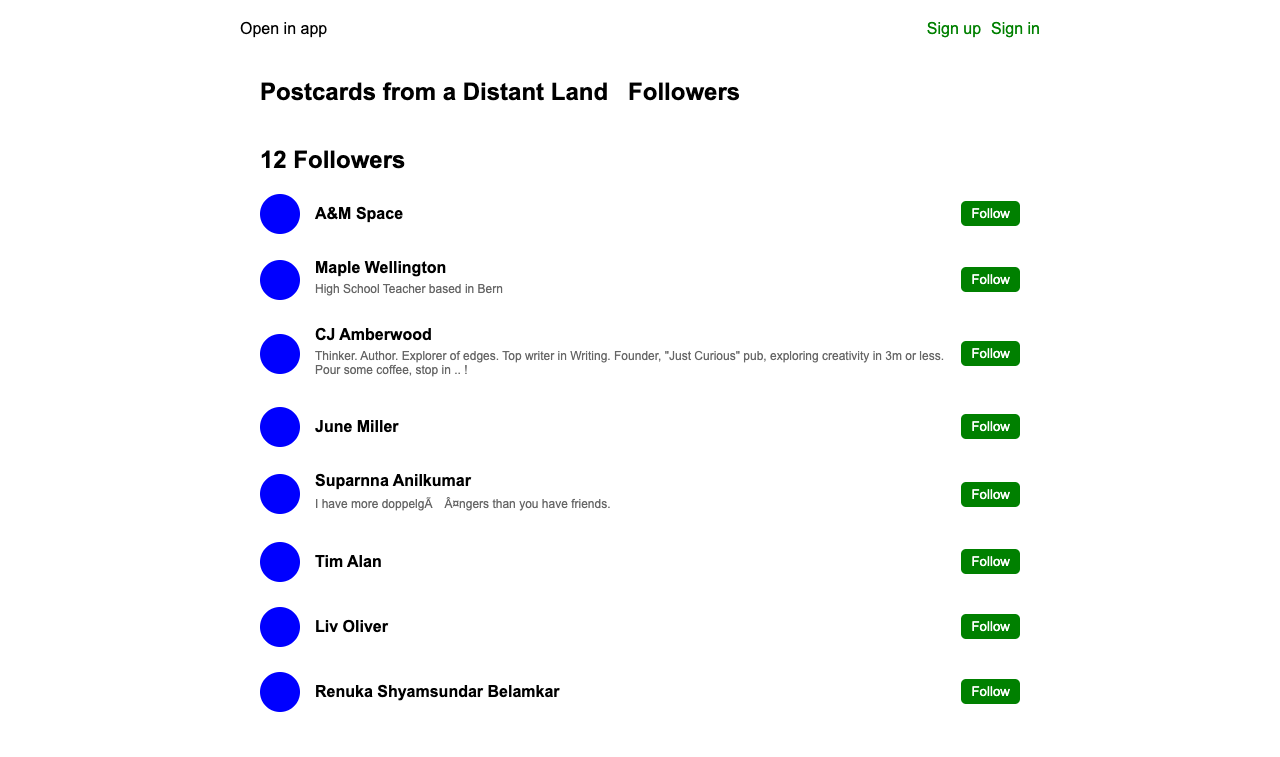 Open in app Sign up Sign in
Postcards from a Distant Land Followers
12 Followers
A&M Space Follow
Maple Wellington
High School Teacher based in Bern
Follow
CJ Amberwood
Thinker. Author. Explorer of edges. Top writer in Writing. Founder, "Just Curious" pub, exploring creativity in 3m or less.
Pour some coffee, stop in .. !
Follow
June Miller Follow
Suparnna Anilkumar
I have more doppelgÃ Â¤ngers than you have friends.
Follow
Tim Alan Follow
Liv Oliver Follow
Renuka Shyamsundar Belamkar Follow